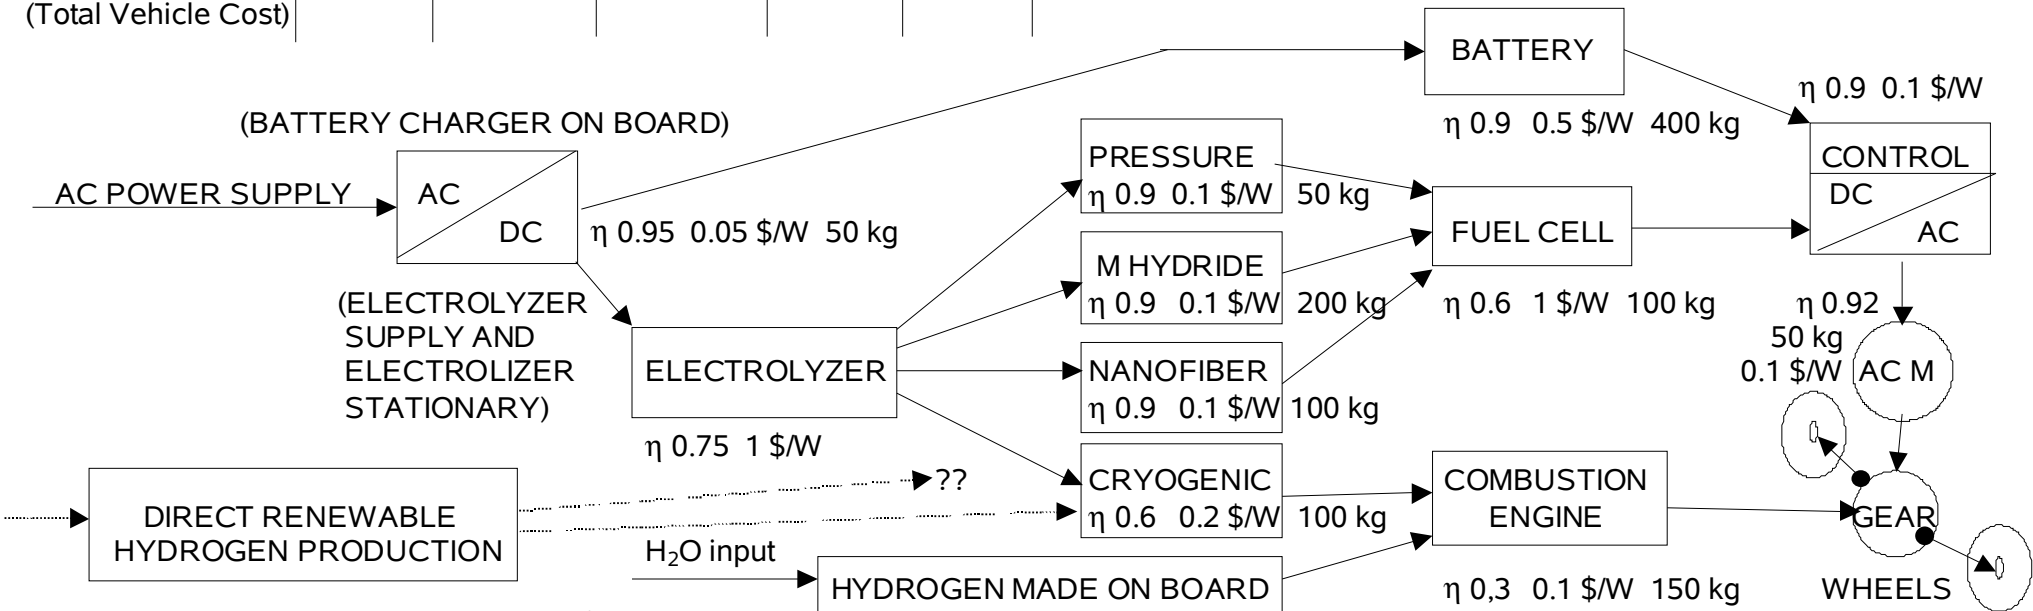 (Total Vehicle Cost)
BATTERY
η 0.9 0.1 $/W
(BATTERY CHARGER ON BOARD)
η 0.9 0.5 $/W 400 kg
PRESSURE
η 0.9 0.1 $/W 50 kg
CONTROL
DC
AC
AC POWER SUPPLY
AC
DC
η 0.95 0.05 $/W 50 kg
FUEL CELL
M HYDRIDE
η 0.9 0.1 $/W 200 kg
η 0.6 1 $/W 100 kg
η 0.92
50 kg
0.1 $/W
AC M
(ELECTROLYZER
SUPPLY AND
ELECTROLIZER
STATIONARY)
ELECTROLYZER
NANOFIBER
η 0.9 0.1 $/W 100 kg
η 0.75 1 $/W
??
CRYOGENIC
η 0.6 0.2 $/W 100 kg
COMBUSTION
ENGINE
GEAR
DIRECT RENEWABLE
HYDROGEN PRODUCTION
H₂O input
HYDROGEN MADE ON BOARD
η 0,3 0.1 $/W 150 kg
WHEELS